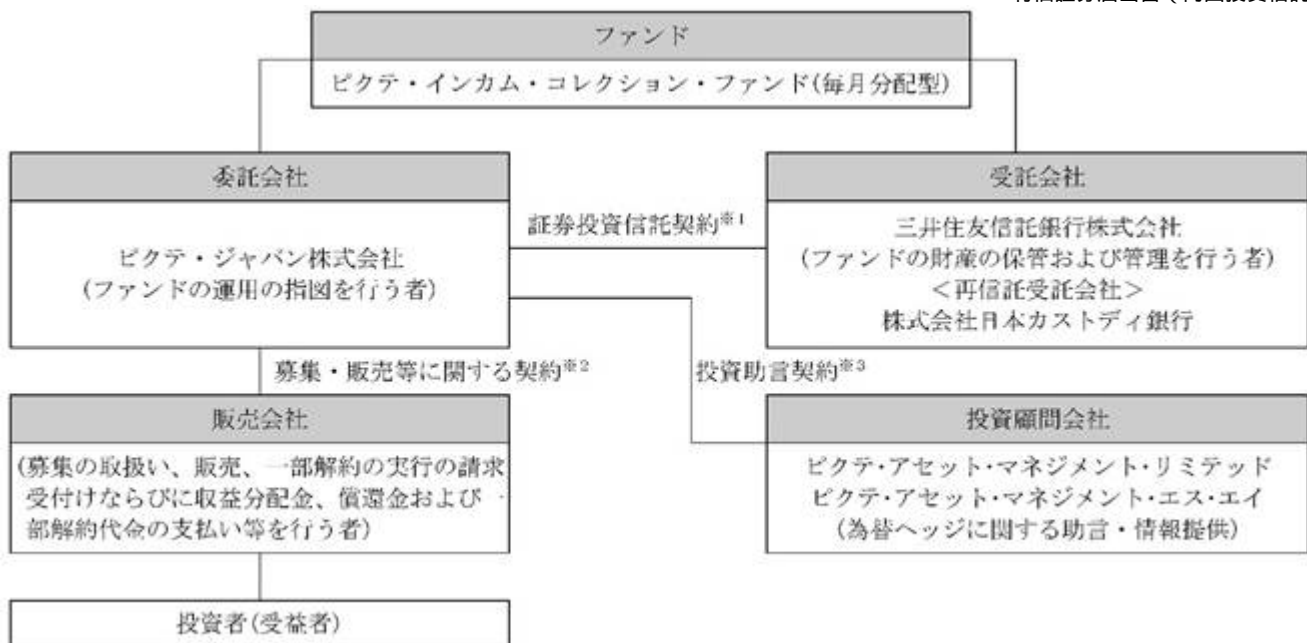 ファンド
ピクテ・インカム・コレクション・ファンド(毎月分配型)
委託会社
ピクテ・ジャパン株式会社
(ファンドの運用の指図を行う者)
証券投資信託契約※1
受託会社
三井住友信託銀行株式会社
(ファンドの財産の保管および管理を行う者)
<再信託受託会社>
株式会社日本カストディ銀行
募集・販売等に関する契約※2
投資助言契約※3
販売会社
(募集の取扱い、販売、一部解約の実行の請求
受付けならびに収益分配金、償還金および一
部解約代金の支払い等を行う者)
投資顧問会社
ピクテ・アセット・マネジメント・リミテッド
ピクテ・アセット・マネジメント・エス・エイ
(為替ヘッジに関する助言・情報提供)
投資者(受益者)